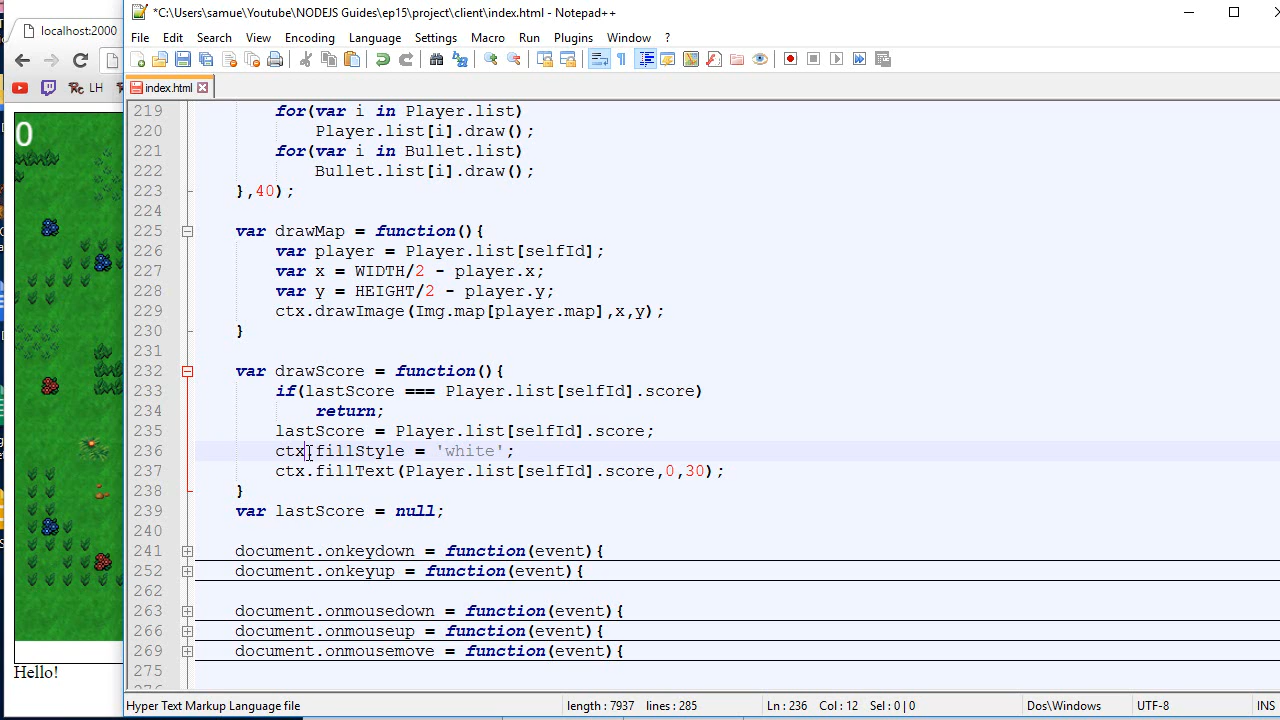 *C:\Users\samue\Youtube\NODEJS Guides\ep15\project\client\index.html - Notepad++
localhost:2000
File Edit Search View Encoding Language Settings Macro Run Plugins Window ?
LH
index.html
0
219 for(var i in Player.list)
220 Player.list[i].draw();
221 for(var i in Bullet.list)
222 Bullet.list[i].draw();
223 },40);
224
225 var drawMap = function(){
226 var player = Player.list[selfId];
227 var x = WIDTH/2 - player.x;
228 var y = HEIGHT/2 - player.y;
229 ctx.drawImage(Img.map[player.map],x,y);
230 }
231
232 var drawScore = function(){
233 if(lastScore === Player.list[selfId].score)
234 return;
235 lastScore = Player.list[selfId].score;
236 ctx.fillStyle = 'white';
237 ctx.fillText(Player.list[selfId].score,0,30);
238 }
239 var lastScore = null;
240
241 document.onkeydown = function(event){
252 document.onkeyup = function(event){
262
263 document.onmousedown = function(event){
266 document.onmouseup = function(event){
269 document.onmousemove = function(event){
275
Hello!
Hyper Text Markup Language file length : 7937 lines : 285 Ln : 236 Col : 12 Sel : 0 | 0 Dos\Windows UTF-8 INS